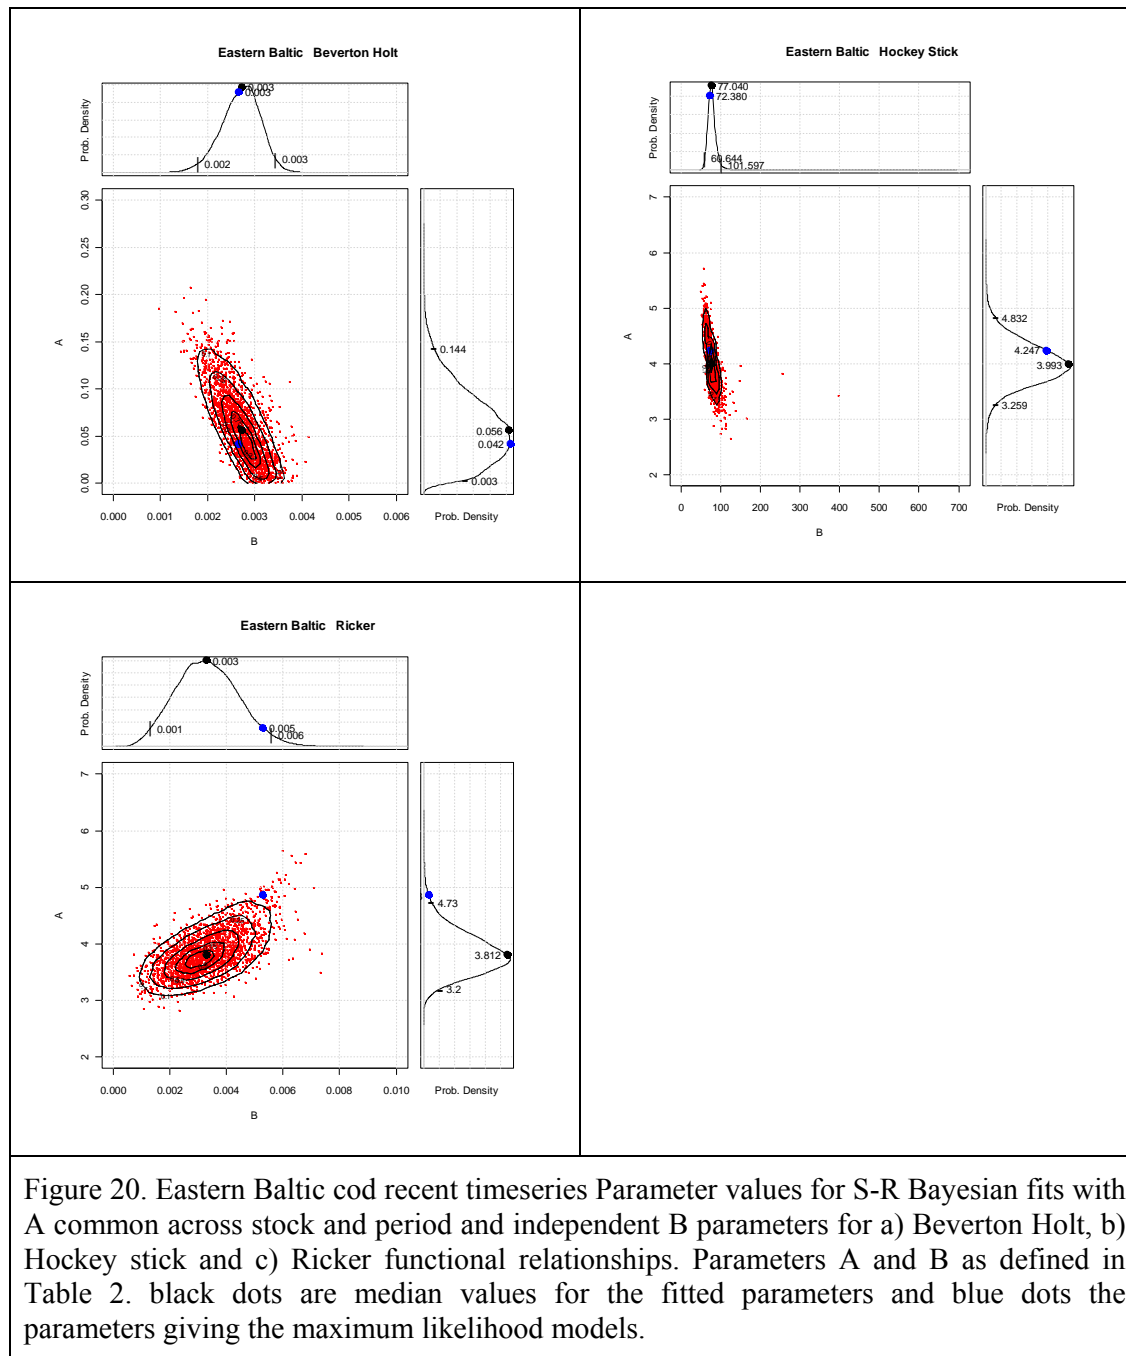 Eastern Baltic Beverton Holt
Prob. Density
0.003
0.003
0.002
0.003
A
0.30
0.25
0.20
0.15
0.10
0.05
0.00
0.144
0.056
0.042
0.003
0.000 0.001 0.002 0.003 0.004 0.005 0.006
Prob. Density
B
Eastern Baltic Hockey Stick
Prob. Density
77.040
72.380
60.644
101.597
A
7
6
5
4
3
2
4.832
4.247
3.993
3.259
0 100 200 300 400 500 600 700
Prob. Density
B
Eastern Baltic Ricker
Prob. Density
0.003
0.001
0.005
0.006
A
7
6
5
4
3
2
4.73
3.812
3.2
0.000 0.002 0.004 0.006 0.008 0.010
Prob. Density
B
Figure 20. Eastern Baltic cod recent timeseries Parameter values for S-R Bayesian fits with
A common across stock and period and independent B parameters for a) Beverton Holt, b)
Hockey stick and c) Ricker functional relationships. Parameters A and B as defined in
Table 2. black dots are median values for the fitted parameters and blue dots the
parameters giving the maximum likelihood models.